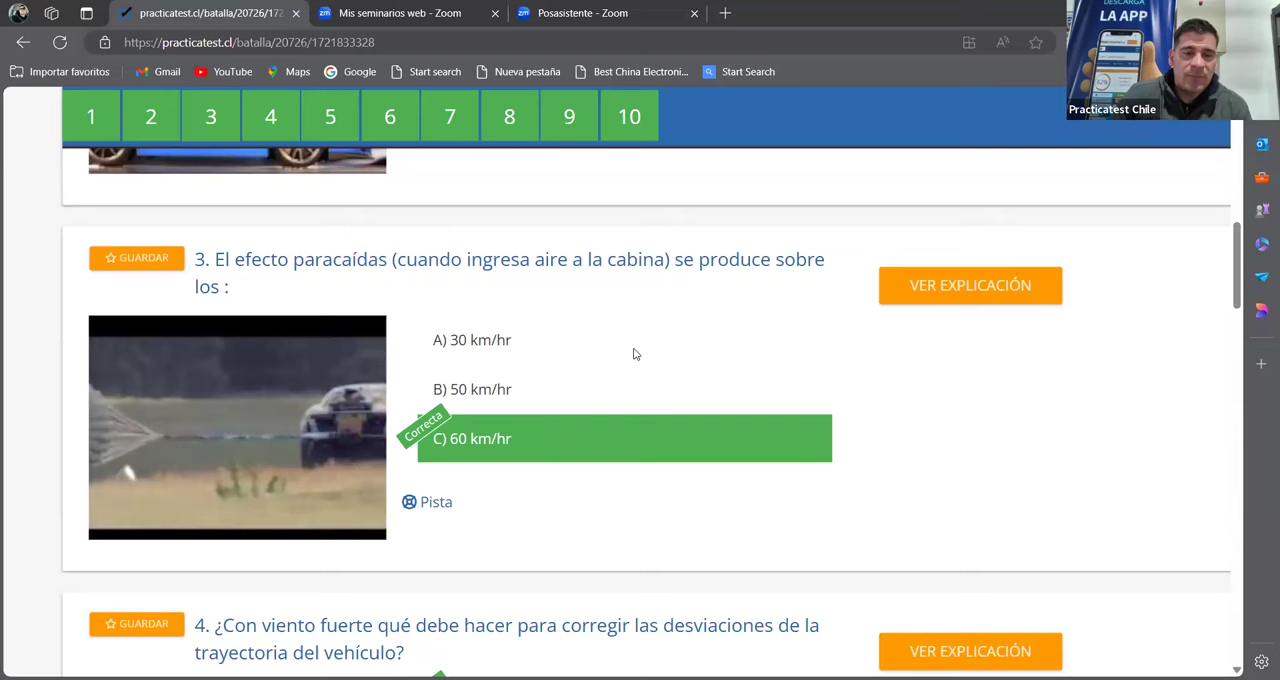 practicatest.cl/batalla/20726/172
Mis seminarios web - Zoom
Posasistente - Zoom
https://practicatest.cl/batalla/20726/1721833328
Importar favoritos
Gmail
YouTube
Maps
Google
Start search
Nueva pestaña
Best China Electroni...
Start Search
DESCARGA
LA APP
Practicatest Chile
1 2 3 4 5 6 7 8 9 10
GUARDAR
3. El efecto paracaídas (cuando ingresa aire a la cabina) se produce sobre
los :
VER EXPLICACIÓN
A) 30 km/hr
B) 50 km/hr
Correcta
C) 60 km/hr
Pista
GUARDAR
4. ¿Con viento fuerte qué debe hacer para corregir las desviaciones de la
trayectoria del vehículo?
VER EXPLICACIÓN